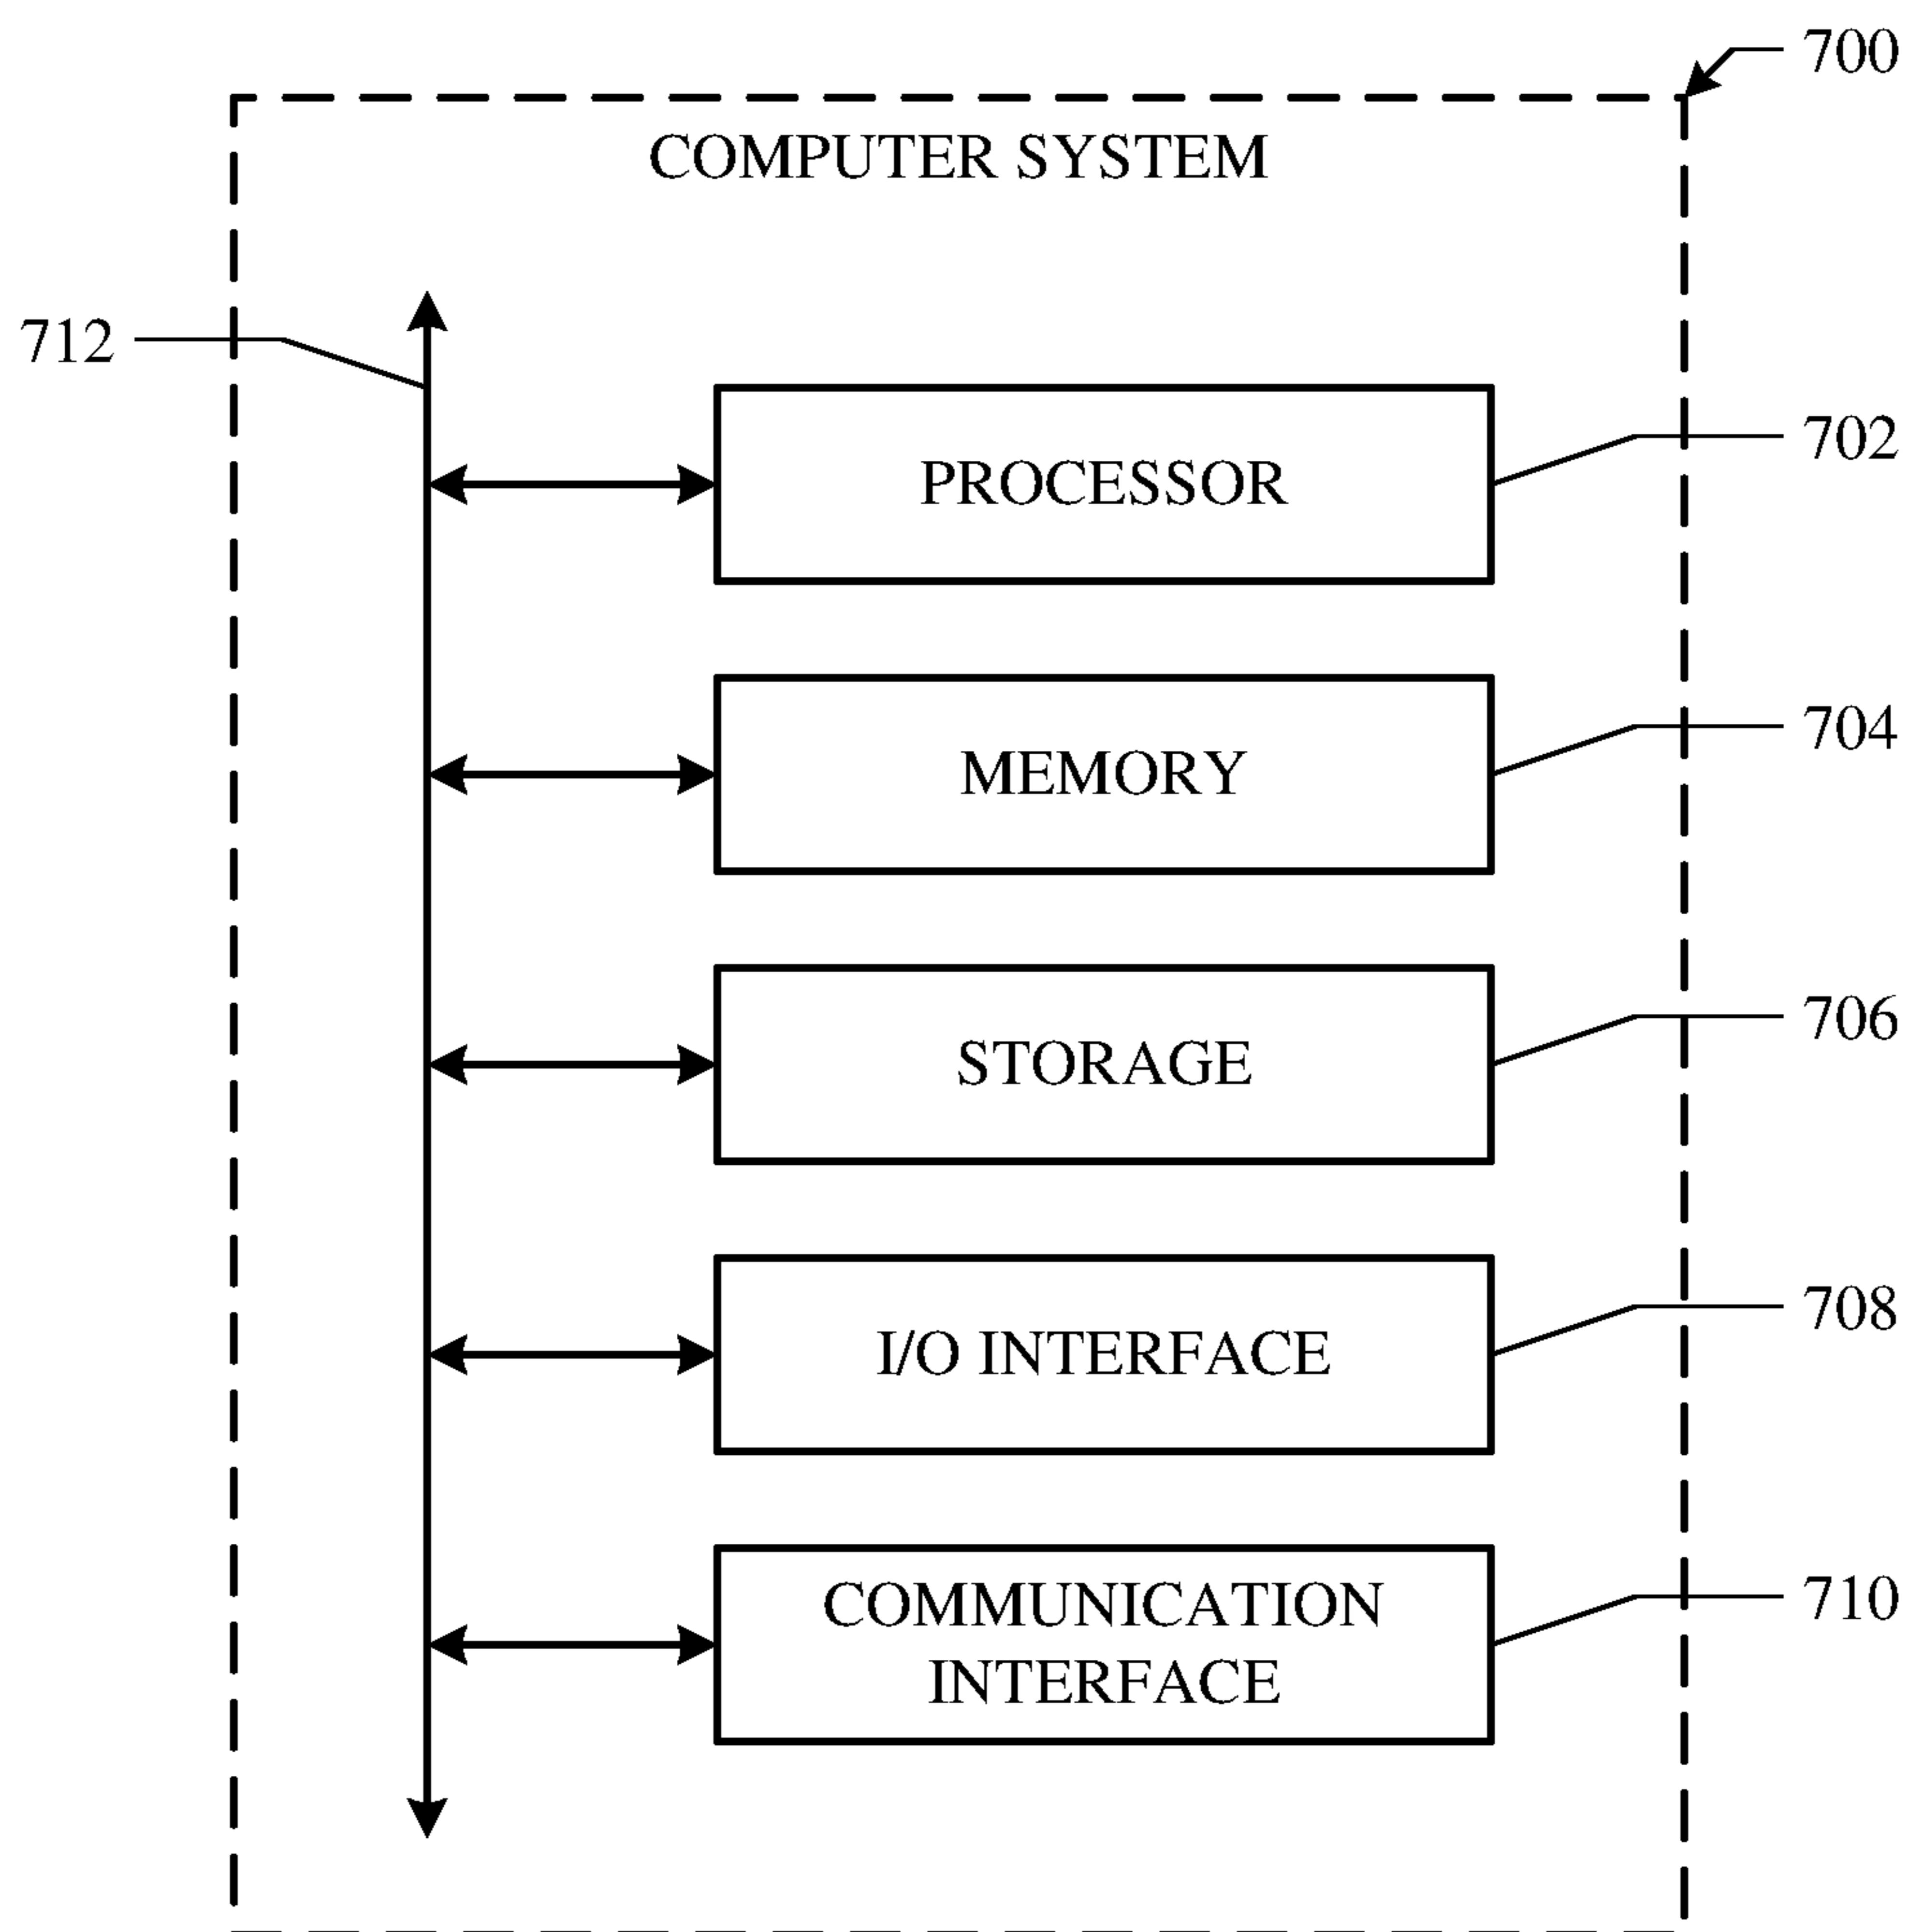 700
COMPUTER SYSTEM
712
PROCESSOR
702
MEMORY
704
STORAGE
706
I/O INTERFACE
708
COMMUNICATION
INTERFACE
710